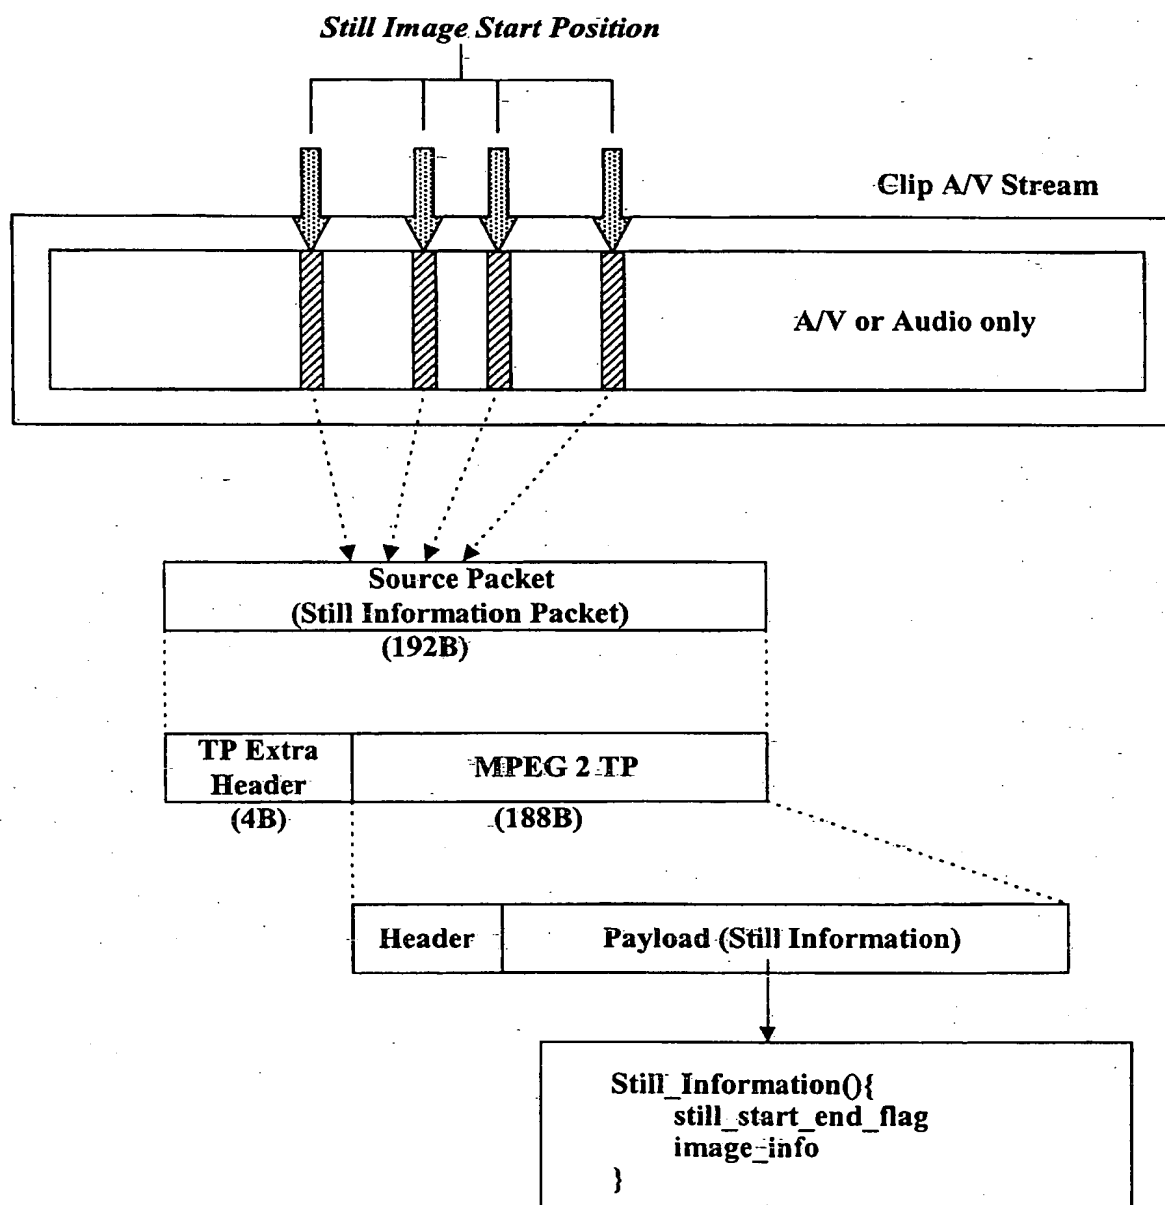 Still Image Start Position
Clip A/V Stream
A/V or Audio only
Source Packet
(Still Information Packet)
(192B)
TP Extra
Header
(4B)
MPEG 2 TP
(188B)
Header
Payload (Still Information)
Still_Information(){
still_start_end_flag
image_info
}